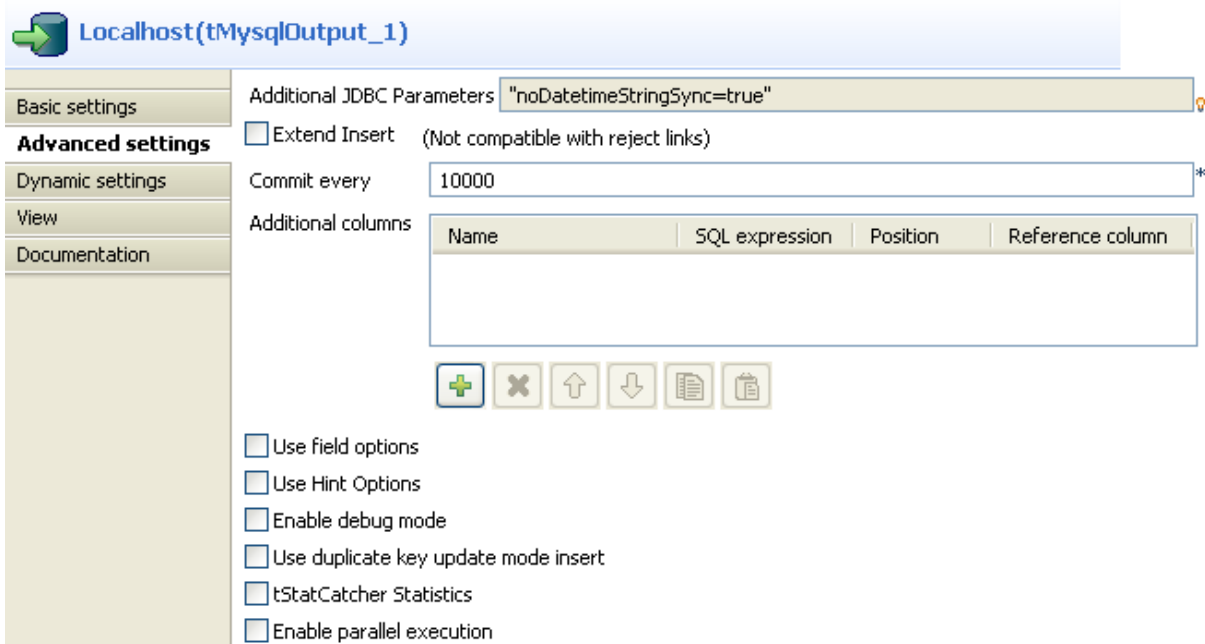 Localhost(tMysqlOutput_1)
Basic settings
Advanced settings
Dynamic settings
View
Documentation
Additional JDBC Parameters "noDatetimeStringSync=true"
Extend Insert (Not compatible with reject links)
Commit every 10000 *
Additional columns
Name SQL expression Position Reference column
Use field options
Use Hint Options
Enable debug mode
Use duplicate key update mode insert
tStatCatcher Statistics
Enable parallel execution